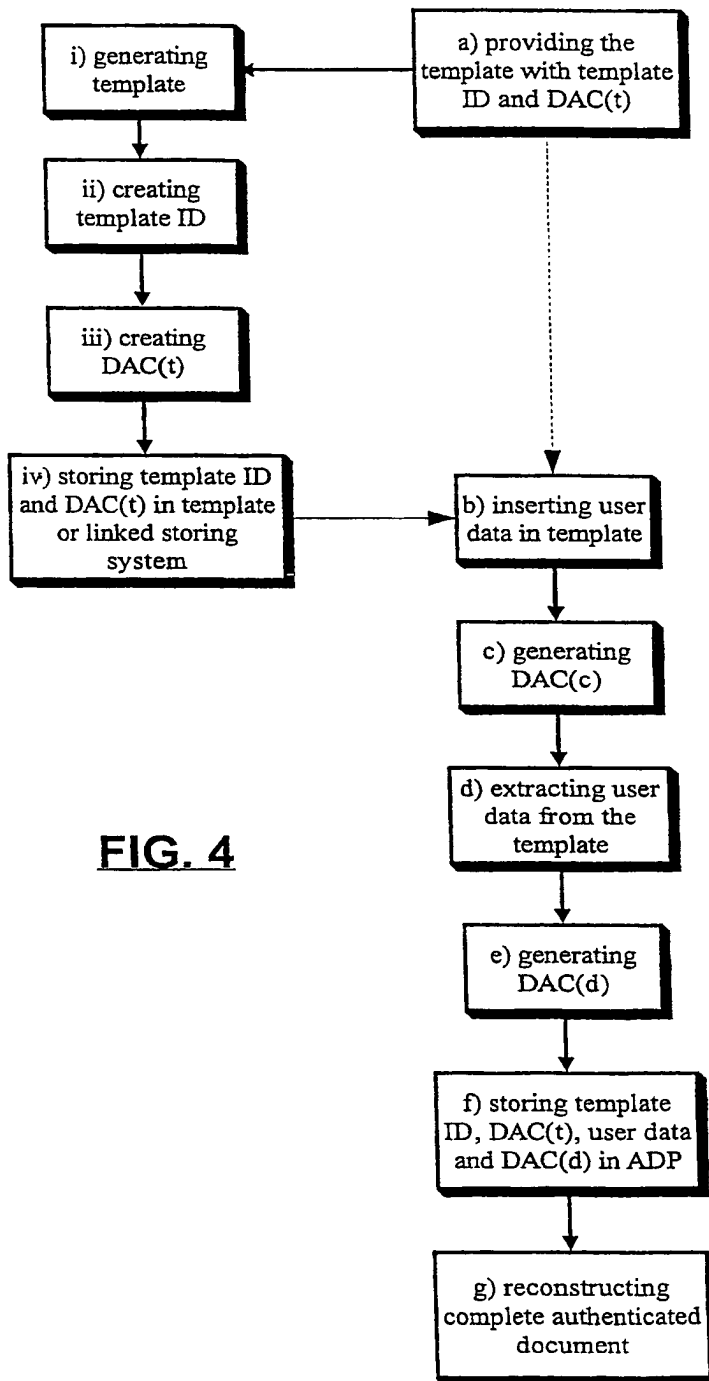 i) generating
template
a) providing the
template with template
ID and DAC(t)
ii) creating
template ID
iii) creating
DAC(t)
iv) storing template ID
and DAC(t) in template
or linked storing
system
b) inserting user
data in template
c) generating
DAC(c)
d) extracting user
data from the
template
FIG. 4
e) generating
DAC(d)
f) storing template
ID, DAC(t), user data
and DAC(d) in ADP
g) reconstructing
complete authenticated
document